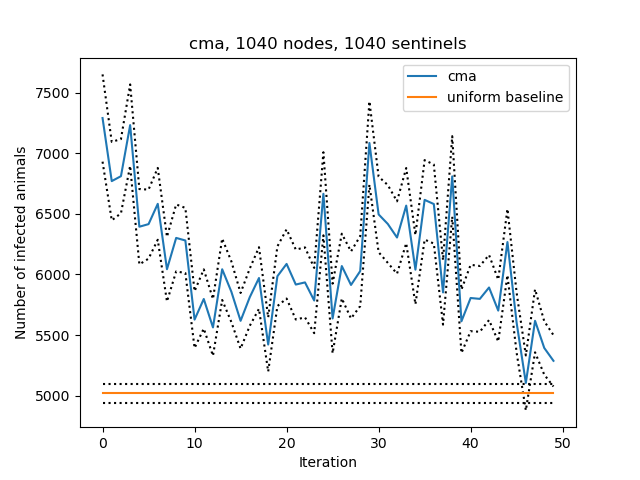 cma, 1040 nodes, 1040 sentinels
cma
uniform baseline
Number of infected animals
7500
7000
6500
6000
5500
5000
0 10 20 30 40 50
Iteration